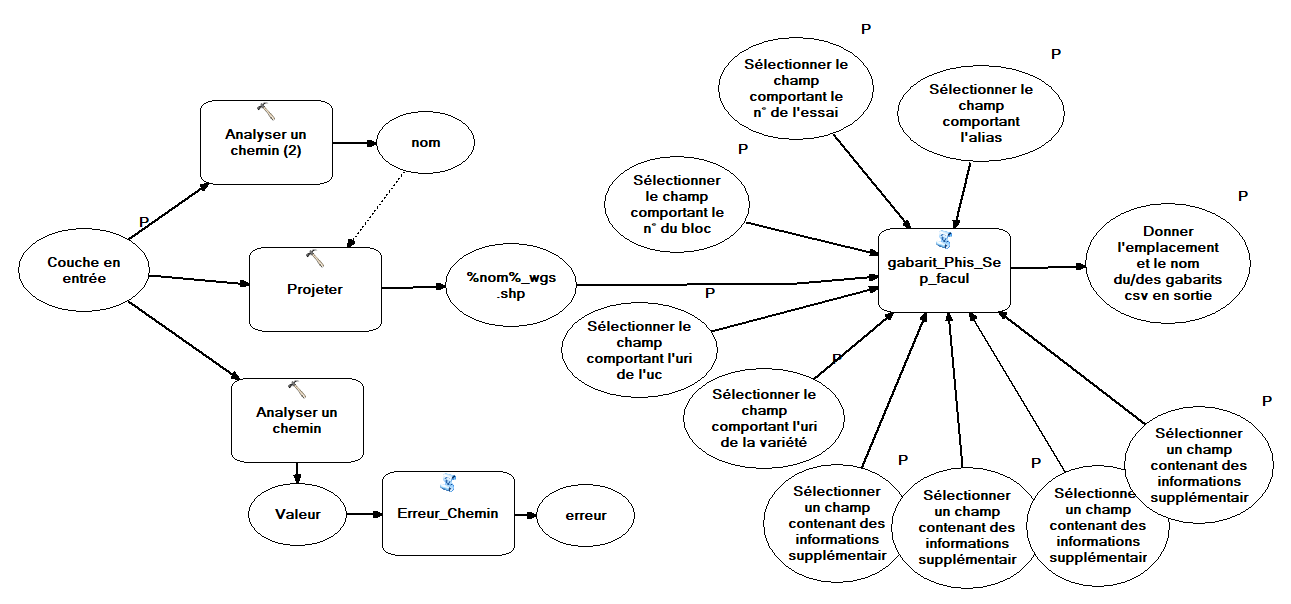 P
Sélectionner le
champ
comportant le
n° de l'essai
P
Sélectionner le
champ
comportant
l'alias
Analyser un
chemin (2)
nom
P
Sélectionner
le champ
comportant le
n° du bloc
P
Donner
l'emplacement
et le nom
du/des gabarits
csv en sortie
P
Couche en
entrée
Projeter
%nom%_wgs
.shp
gabarit_Phis_Se
p_facul
P
Sélectionner le
champ
comportant l'uri
de l'uc
P
Sélectionner le
champ
comportant l'uri
de la variété
Analyser un
chemin
P
Sélectionner
un champ
contenant des
informations
supplémentair
P
Sélectionner
un champ
contenant des
informations
supplémentair
P
Sélectionner
un champ
contenant des
informations
supplémentair
Sélectionne
un champ
contenant des
informations
supplémentair
Valeur
Erreur_Chemin
erreur